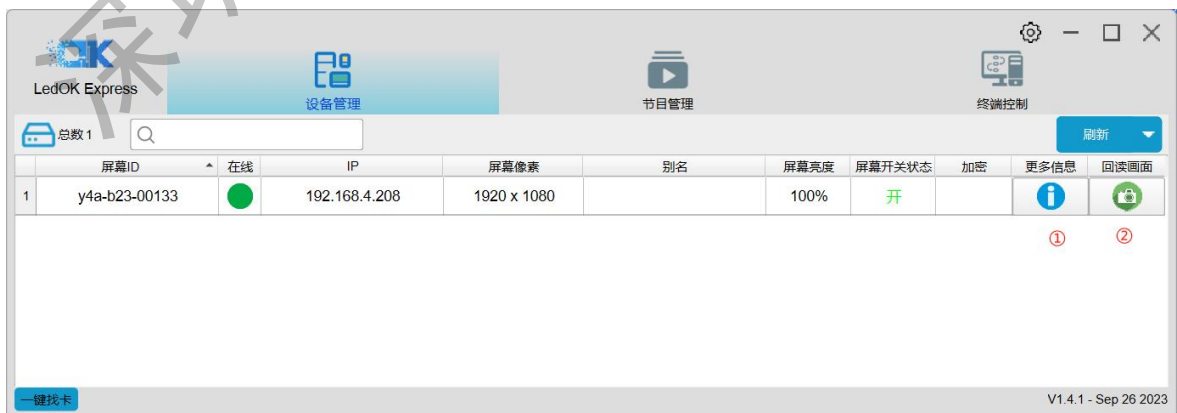 LedOK Express
设备管理
节目管理
终端控制
总数 1
刷新
屏幕ID 在线 IP 屏幕像素 别名 屏幕亮度 屏幕开关状态 加密 更多信息 回读画面
1 y4a-b23-00133 192.168.4.208 1920 x 1080 100% 开
① ②
一键找卡
V1.4.1 - Sep 26 2023